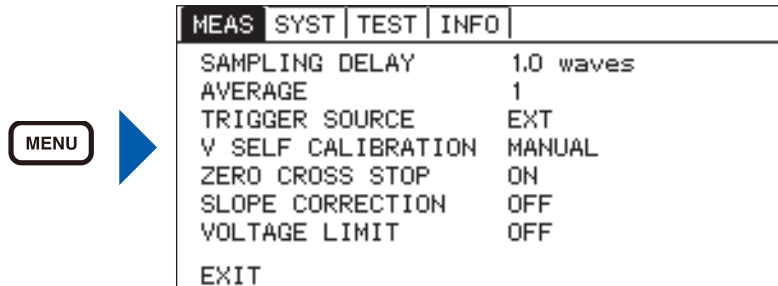 MENU
MEAS SYST TEST INFO
SAMPLING DELAY 1.0 waves
AVERAGE 1
TRIGGER SOURCE EXT
V SELF CALIBRATION MANUAL
ZERO CROSS STOP ON
SLOPE CORRECTION OFF
VOLTAGE LIMIT OFF
EXIT